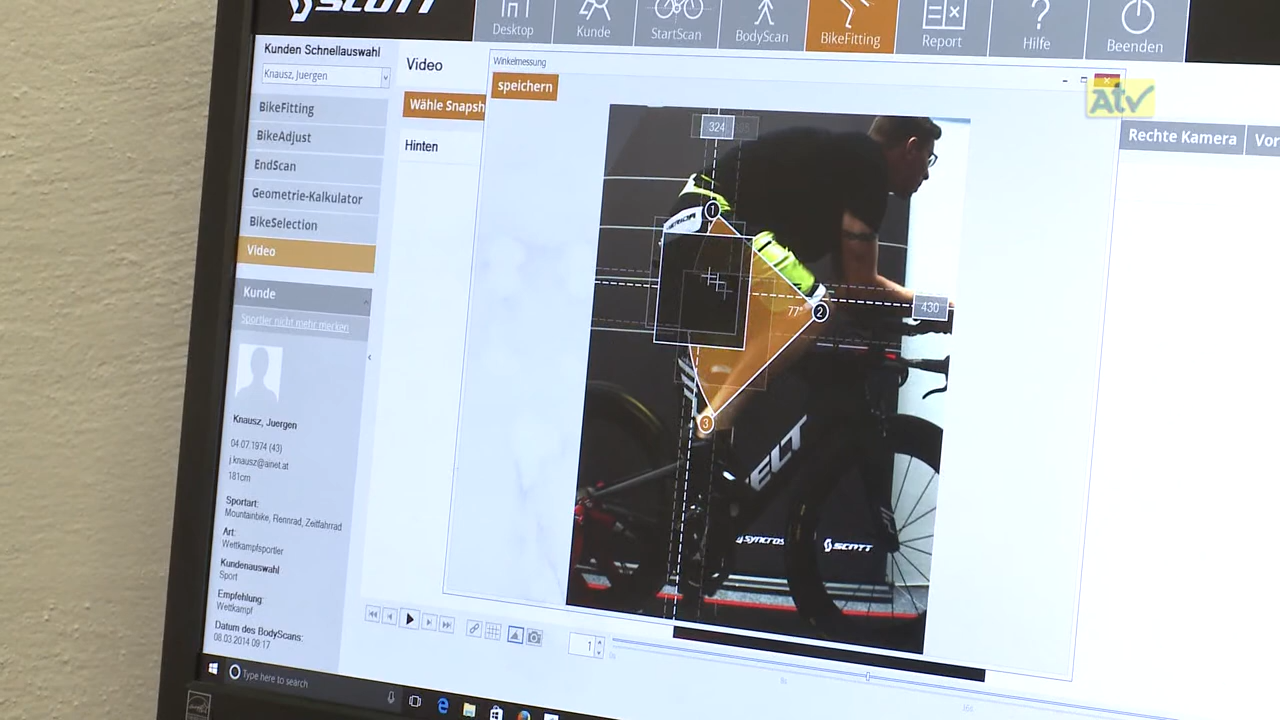 SCOTT
Desktop
Kunde
StartScan
BodyScan
BikeFitting
Report
Hilfe
Beenden
Kunden Schnellauswahl
Knausz, Juergen
BikeFitting
BikeAdjust
EndScan
Geometrie-Kalkulator
BikeSelection
Video
Kunde
Sportler nicht mehr merken
Knausz, Juergen
04.07.1974 (43)
j.knausz@ainet.at
181cm
Sportart:
Mountainbike, Rennrad, Zeitfahrrad
Art:
Wettkampfsportler
Kundenauswahl
Sport
Empfehlung:
Wettkampf
Datum des BodyScans:
08.03.2014 09:17
Video
Wähle Snapsh
Hinten
Winkelmessung
speichern
ATV
Rechte Kamera
Vor
324
1
77°
2
430
3
ELT
syncros
SCOTT
1
Type here to search